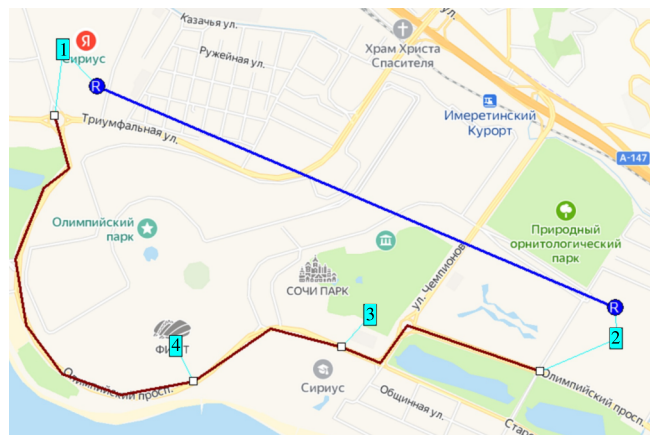 Казачья ул.
1
Я
Сириус
R
Ружейная ул.
Храм Христа
Спасителя
Имеретинский
Курорт
Триумфальная ул.
А-147
Олимпийский
парк
Природный
орнитологический
парк
ул. Чемпионов
СОЧИ ПАРК
R
3
2
4
Сириус
Олимпийский просп.
Олимпийский просп.
Общинная ул.